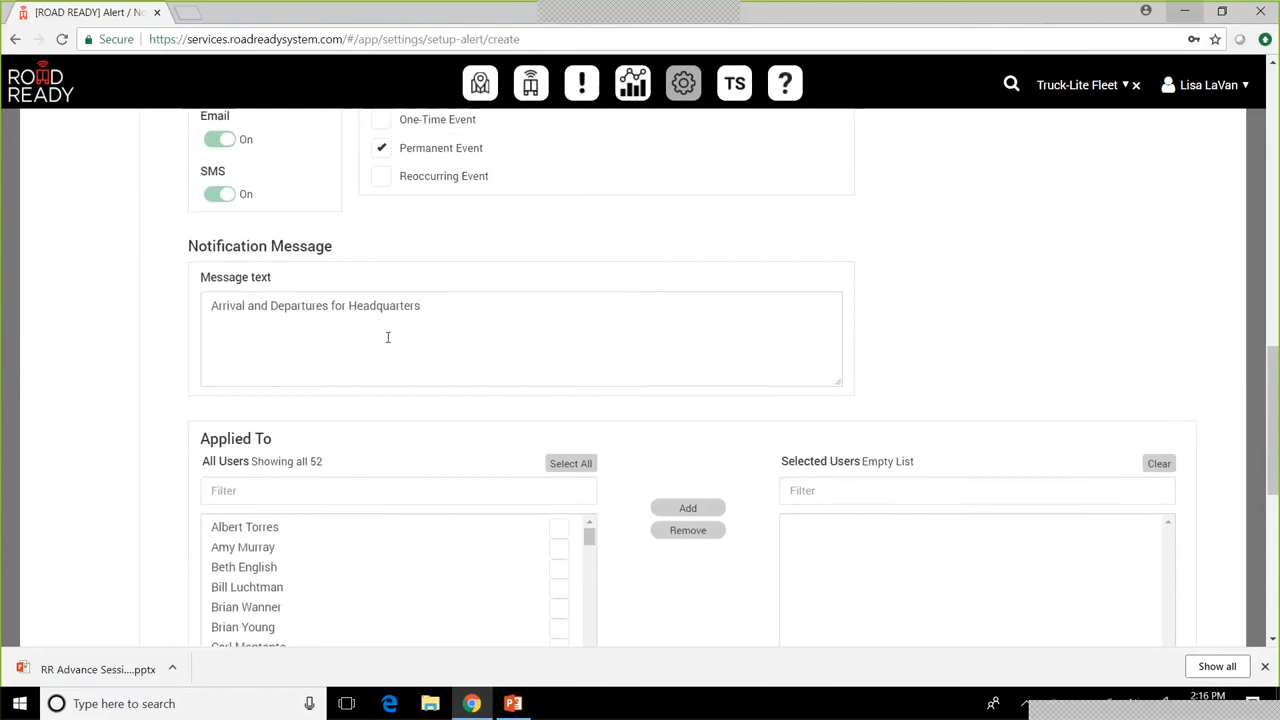 [ROAD READY] Alert / No
Secure https://services.roadreadysystem.com/#/app/settings/setup-alert/create
ROAD READY
TS
?
Truck-Lite Fleet
Lisa LaVan
Email
On
SMS
On
One-Time Event
Permanent Event
Reoccurring Event
Notification Message
Message text
Arrival and Departures for Headquarters
Applied To
All Users Showing all 52
Select All
Filter
Albert Torres
Amy Murray
Beth English
Bill Luchtman
Brian Wanner
Brian Young
Add
Remove
Selected Users Empty List
Clear
Filter
RR Advance Sessi....pptx
Show all
Type here to search
2:16 PM